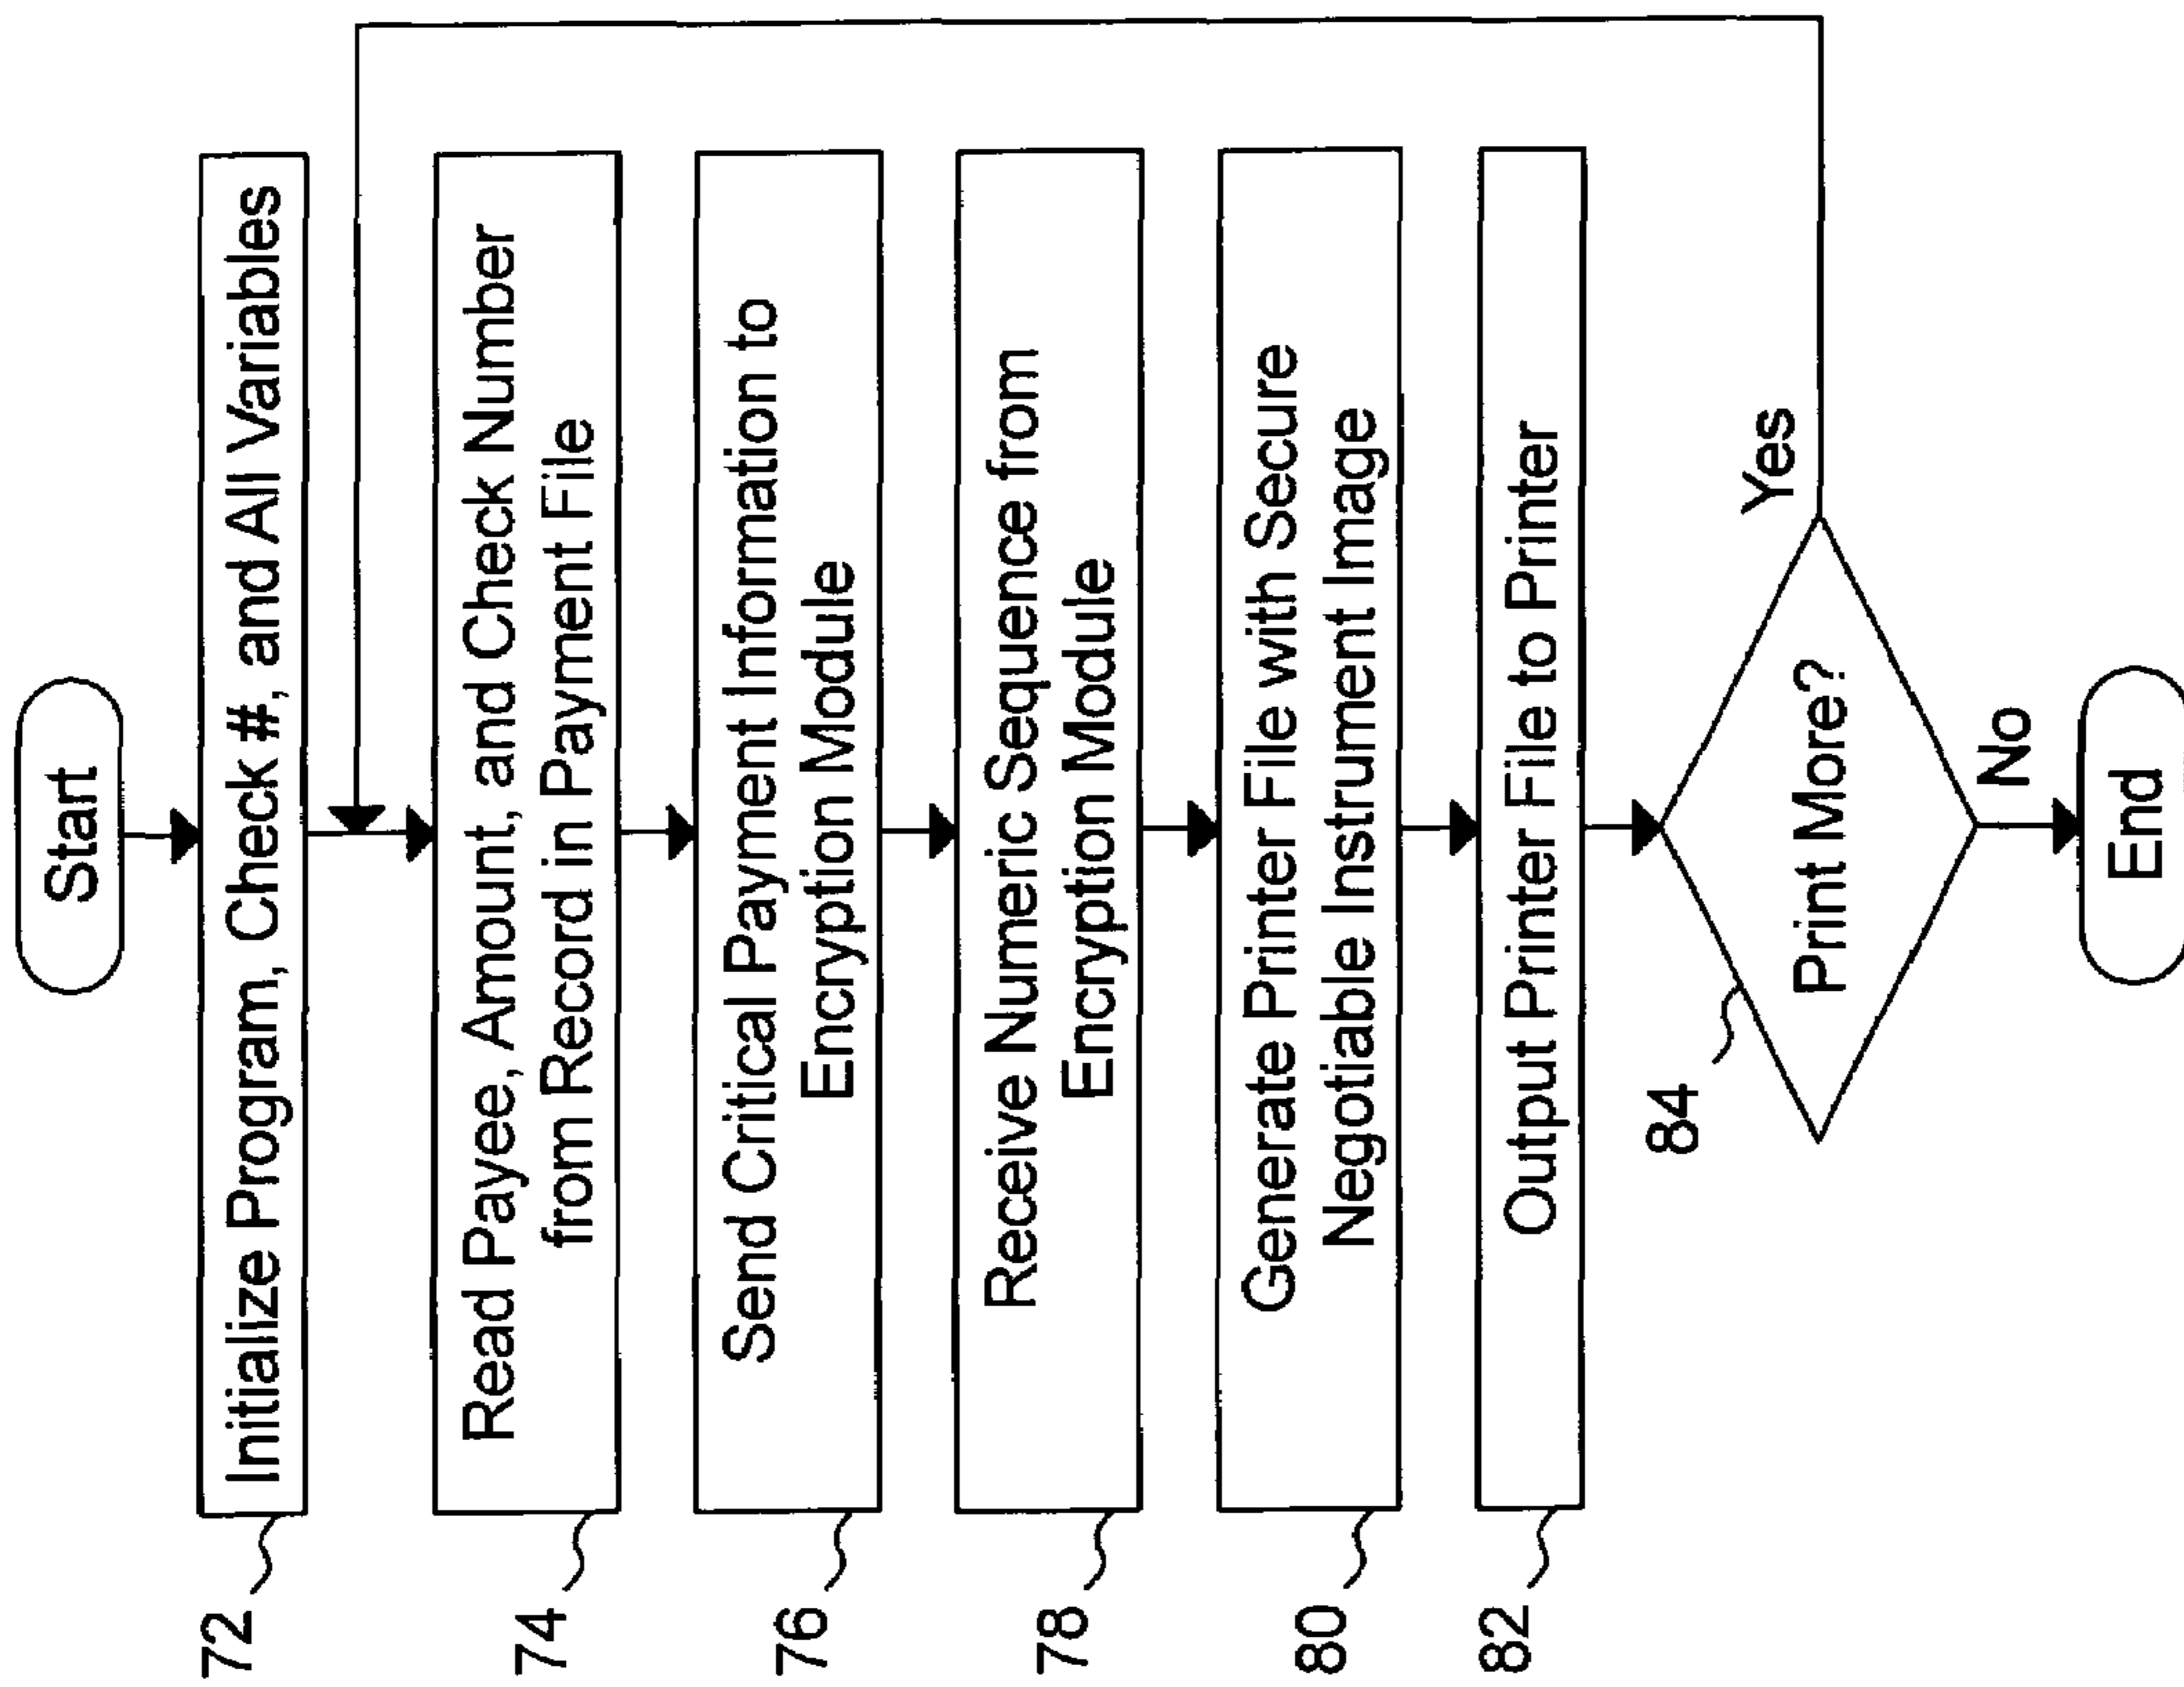 Start
72
Initialize Program, Check #, and All Variables
74
Read Payee, Amount, and Check Number
from Record in Payment File
76
Send Critical Payment Information to
Encryption Module
78
Receive Numeric Sequence from
Encryption Module
80
Generate Printer File with Secure
Negotiable Instrument Image
82
Output Printer File to Printer
84
Print More?
Yes
No
End